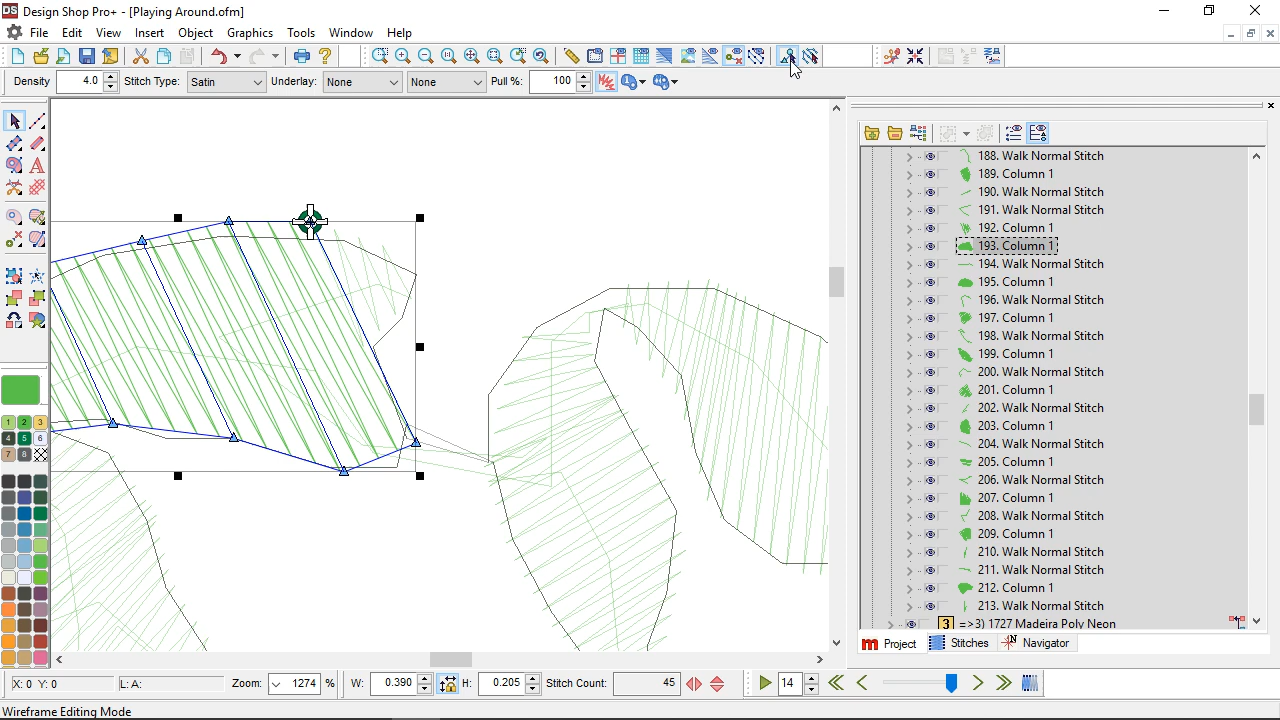 DS Design Shop Pro+ - [Playing Around.ofm]
File Edit View Insert Object Graphics Tools Window Help
Density 4.0 Stitch Type: Satin Underlay: None None Pull %: 100
188. Walk Normal Stitch
189. Column 1
190. Walk Normal Stitch
191. Walk Normal Stitch
192. Column 1
193. Column 1
194. Walk Normal Stitch
195. Column 1
196. Walk Normal Stitch
197. Column 1
198. Walk Normal Stitch
199. Column 1
200. Walk Normal Stitch
201. Column 1
202. Walk Normal Stitch
203. Column 1
204. Walk Normal Stitch
205. Column 1
206. Walk Normal Stitch
207. Column 1
208. Walk Normal Stitch
209. Column 1
210. Walk Normal Stitch
211. Walk Normal Stitch
212. Column 1
213. Walk Normal Stitch
3 =>3) 1727 Madeira Poly Neon
1 2 3
4 5 6
7 8
Project Stitches Navigator
X: 0 Y: 0 L: A: Zoom: 1274 % W: 0.390 H: 0.205 Stitch Count: 45 14
Wireframe Editing Mode